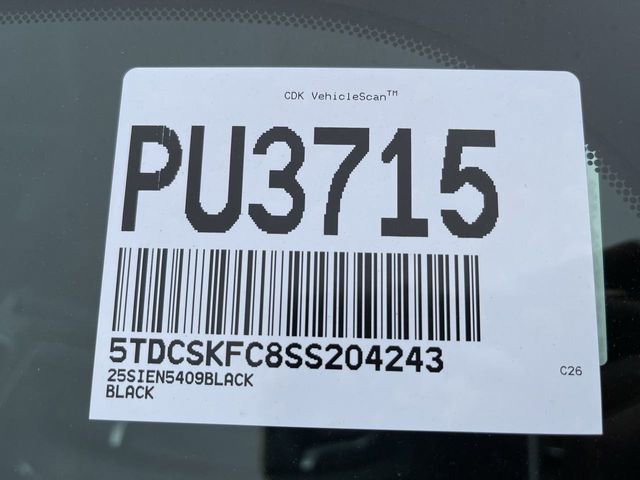 CDK VehicleScan™
PU3715
5TDCSKFC8SS204243
25SIEN5409BLACK
BLACK
C26